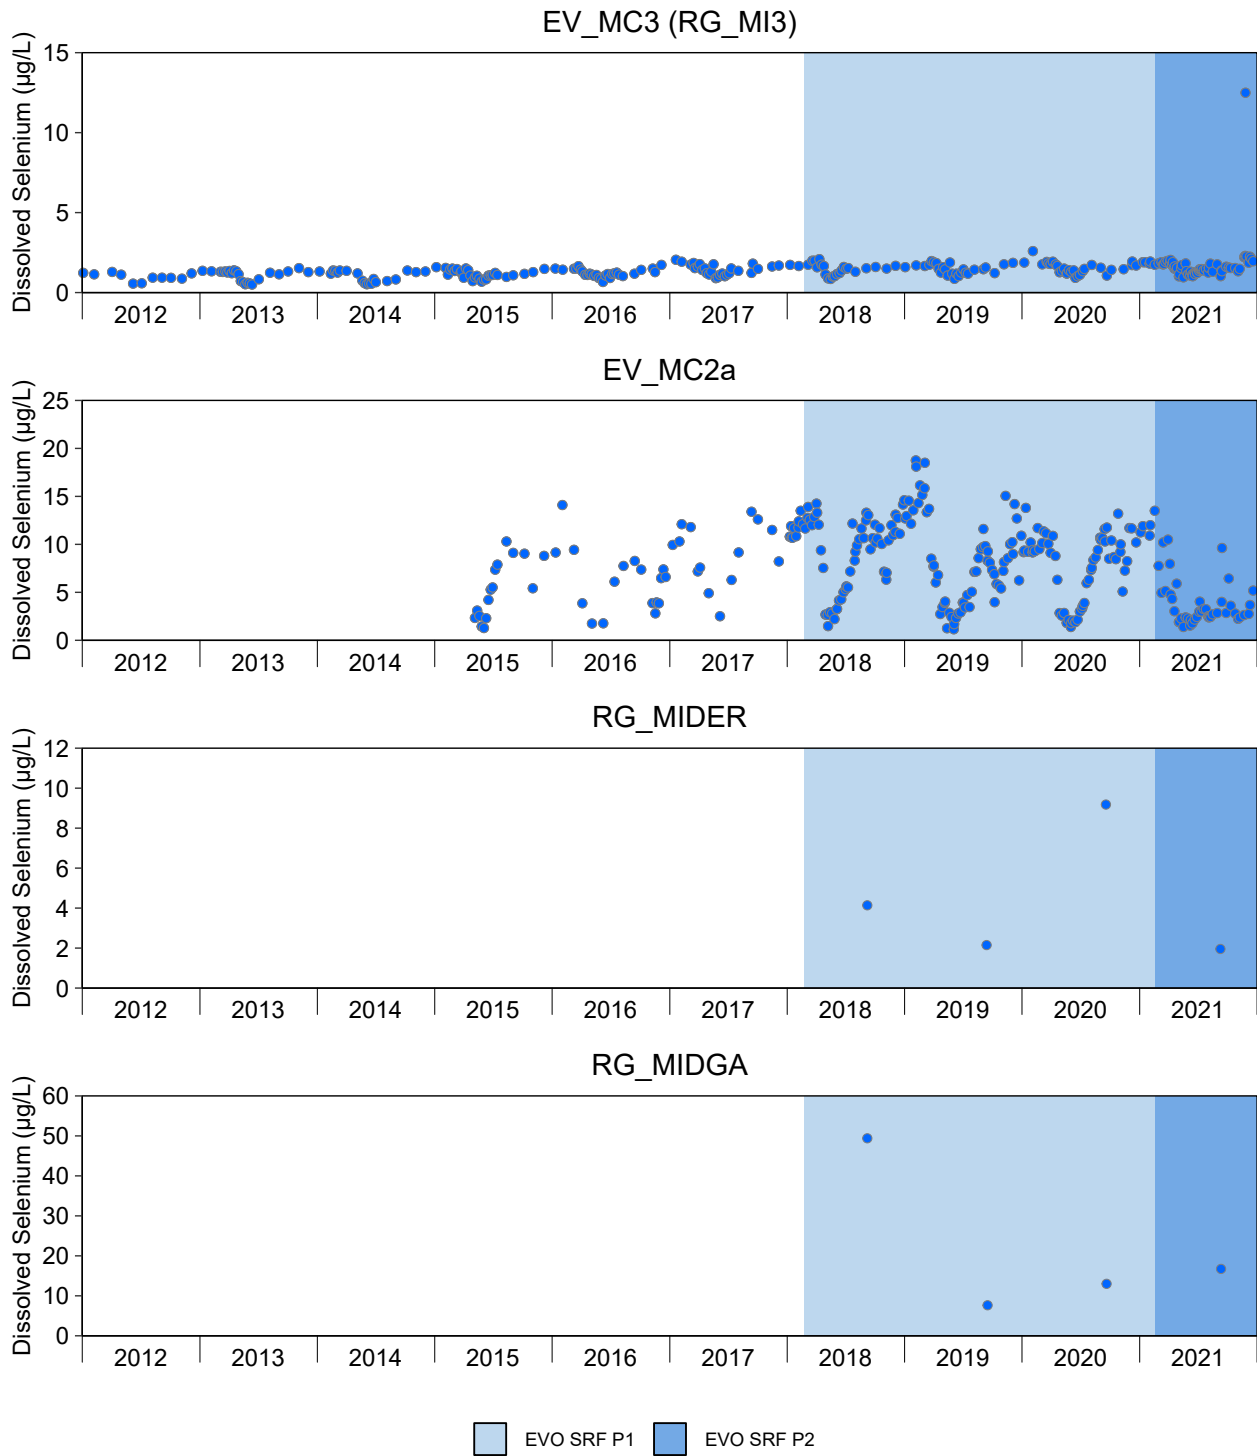 EV_MC3 (RG_MI3)
Dissolved Selenium (µg/L)
15
10
5
0
2012 2013 2014 2015 2016 2017 2018 2019 2020 2021
EV_MC2a
Dissolved Selenium (µg/L)
25
20
15
10
5
0
2012 2013 2014 2015 2016 2017 2018 2019 2020 2021
RG_MIDER
Dissolved Selenium (µg/L)
12
10
8
6
4
2
0
2012 2013 2014 2015 2016 2017 2018 2019 2020 2021
RG_MIDGA
Dissolved Selenium (µg/L)
60
50
40
30
20
10
0
2012 2013 2014 2015 2016 2017 2018 2019 2020 2021
EVO SRF P1 EVO SRF P2